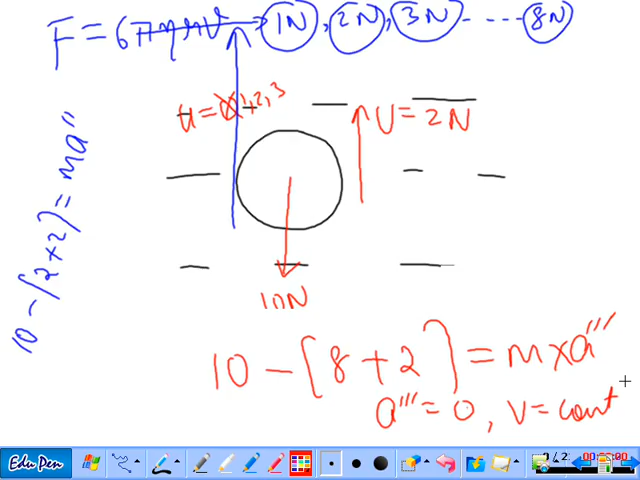 F = 6πηrv → 1N, 2N, 3N ---- 8N
u = 0 1, 2, 3
U = 2N
10 - [2+2] = ma''
10N
10 - [8 + 2] = m x a'''
a''' = 0, v = const
Edu Pen